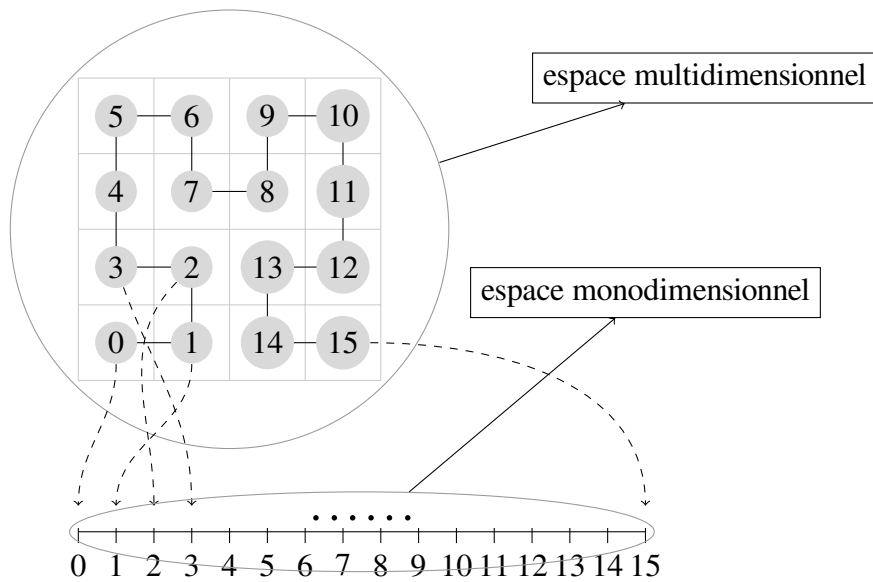 espace multidimensionnel
5 6 9 10
4 7 8 11
3 2 13 12
espace monodimensionnel
0 1 14 15
0 1 2 3 4 5 6 7 8 9 10 11 12 13 14 15